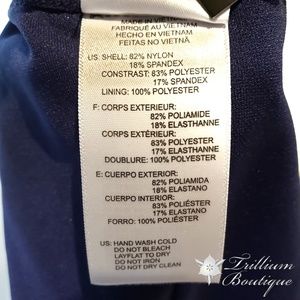 MADE IN VIETNAM
FABRIQUÉ AU VIETNAM
HECHO EN VIETNAM
FEITAS NO VIETNÃ
US: SHELL: 82% NYLON
18% SPANDEX
CONSTRAST: 83% POLYESTER
17% SPANDEX
LINING: 100% POLYESTER
F: CORPS EXTERIEUR:
82% POLIAMIDE
18% ELASTHANNE
CORPS EXTÉRIEUR:
83% POLYESTER
17% ELASTHANNE
DOUBLURE: 100% POLYESTER
E: CUERPO EXTERIOR:
82% POLIAMIDA
18% ELASTANO
CUERPO INTERIOR:
83% POLIÉSTER
17% ELASTANO
FORRO: 100% POLIÉSTER
US: HAND WASH COLD
DO NOT BLEACH
LAYFLAT TO DRY
DO NOT IRON
DO NOT DRY CLEAN
Trillium
Boutique